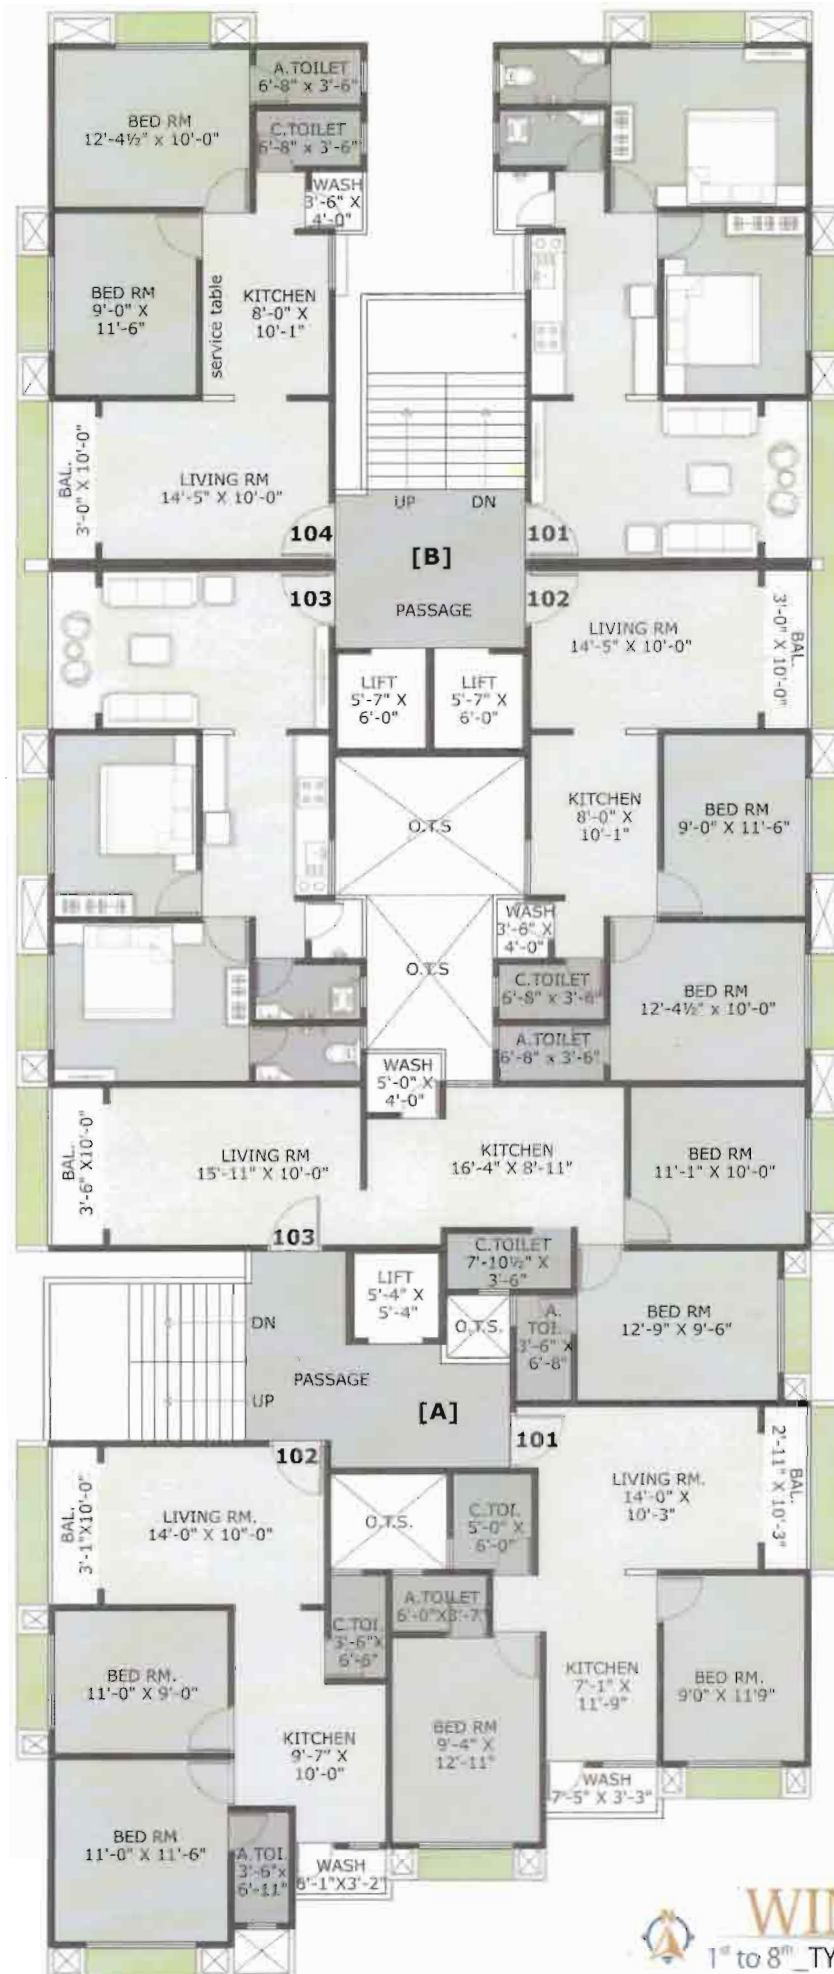 A.TOILET
6'-8" x 3'-6"
BED RM
12'-4½" x 10'-0"
C.TOILET
6'-8" x 3'-6"
WASH
3'-6" X
4'-0"
BED RM
9'-0" X
11'-6"
service table
KITCHEN
8'-0" X
10'-1"
BAL.
3'-0" X 10'-0"
LIVING RM
14'-5" X 10'-0"
UP
DN
104
101
[B]
103
102
PASSAGE
LIVING RM
14'-5" X 10'-0"
BAL.
3'-0" X 10'-0"
LIFT
5'-7" X
6'-0"
LIFT
5'-7" X
6'-0"
KITCHEN
8'-0" X
10'-1"
BED RM
9'-0" X 11'-6"
O.T.S
WASH
3'-6" X
4'-0"
O.T.S
C.TOILET
6'-8" x 3'-6"
BED RM
12'-4½" x 10'-0"
A.TOILET
6'-8" x 3'-6"
WASH
5'-0" X
4'-0"
BAL.
3'-6" X10'-0"
LIVING RM
15'-11" X 10'-0"
KITCHEN
16'-4" X 8'-11"
BED RM
11'-1" X 10'-0"
103
C.TOILET
7'-10½" X
3'-6"
LIFT
5'-4" X
5'-4"
O.T.S.
A.
TOI.
3'-6" X
6'-8"
BED RM
12'-9" X 9'-6"
DN
PASSAGE
UP
[A]
102
101
BAL.
3'-1"X10'-0"
LIVING RM.
14'-0" X 10"-0"
O.T.S.
C.TOI.
5'-0" X
6'-0"
LIVING RM.
14'-0" X
10'-3"
BAL.
2'-11" X 10'-3"
A.TOILET
6'-0"X3'-7"
C.TOI.
3'-6"X
6'-6"
BED RM.
11'-0" X 9'-0"
KITCHEN
7'-1" X
11'-9"
BED RM.
9'0" X 11'9"
KITCHEN
9'-7" X
10'-0"
BED RM
9'-4" X
12'-11"
WASH
7'-5" X 3'-3"
BED RM
11'-0" X 11'-6"
A.TOI.
3'-6"x
6'-11"
WASH
6'-1"X3'-2"
N
1st to 8th_TY